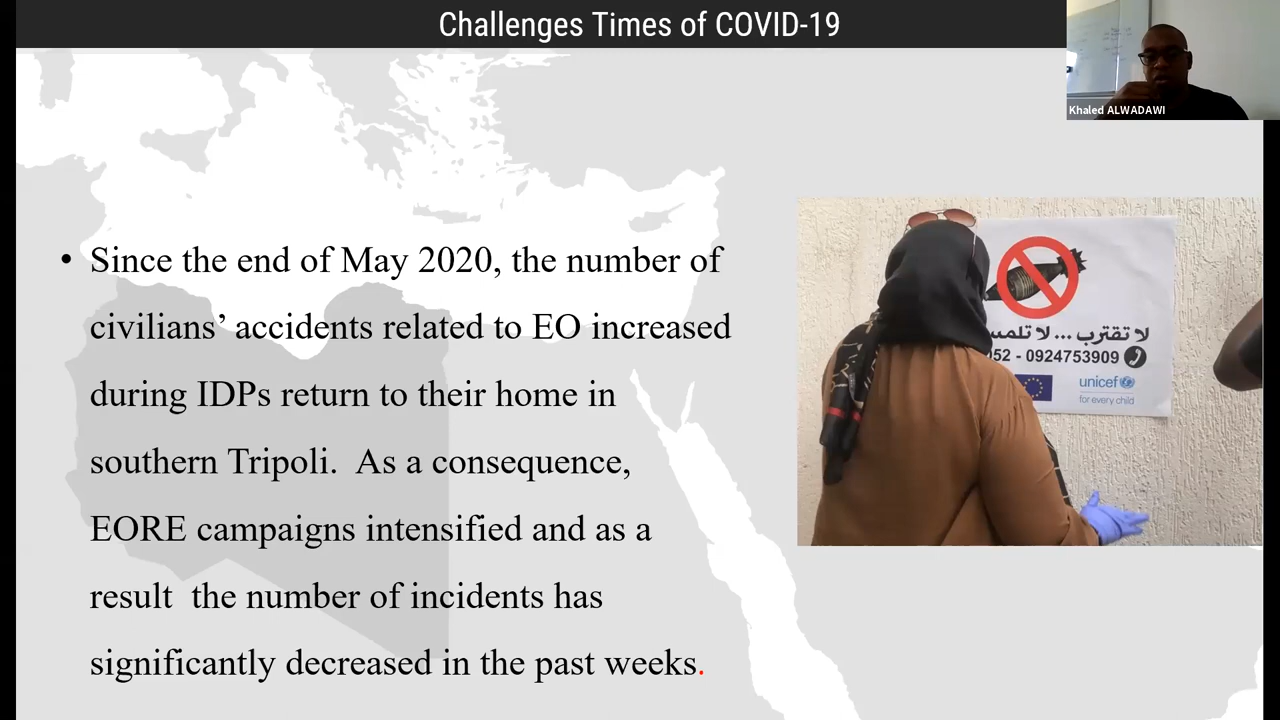 Challenges Times of COVID-19
Khaled ALWADAWI
• Since the end of May 2020, the number of
civilians’ accidents related to EO increased
during IDPs return to their home in
southern Tripoli.  As a consequence,
EORE campaigns intensified and as a
result  the number of incidents has
significantly decreased in the past weeks.
لا تقترب ... لا تلمس
052 - 0924753909
unicef
for every child